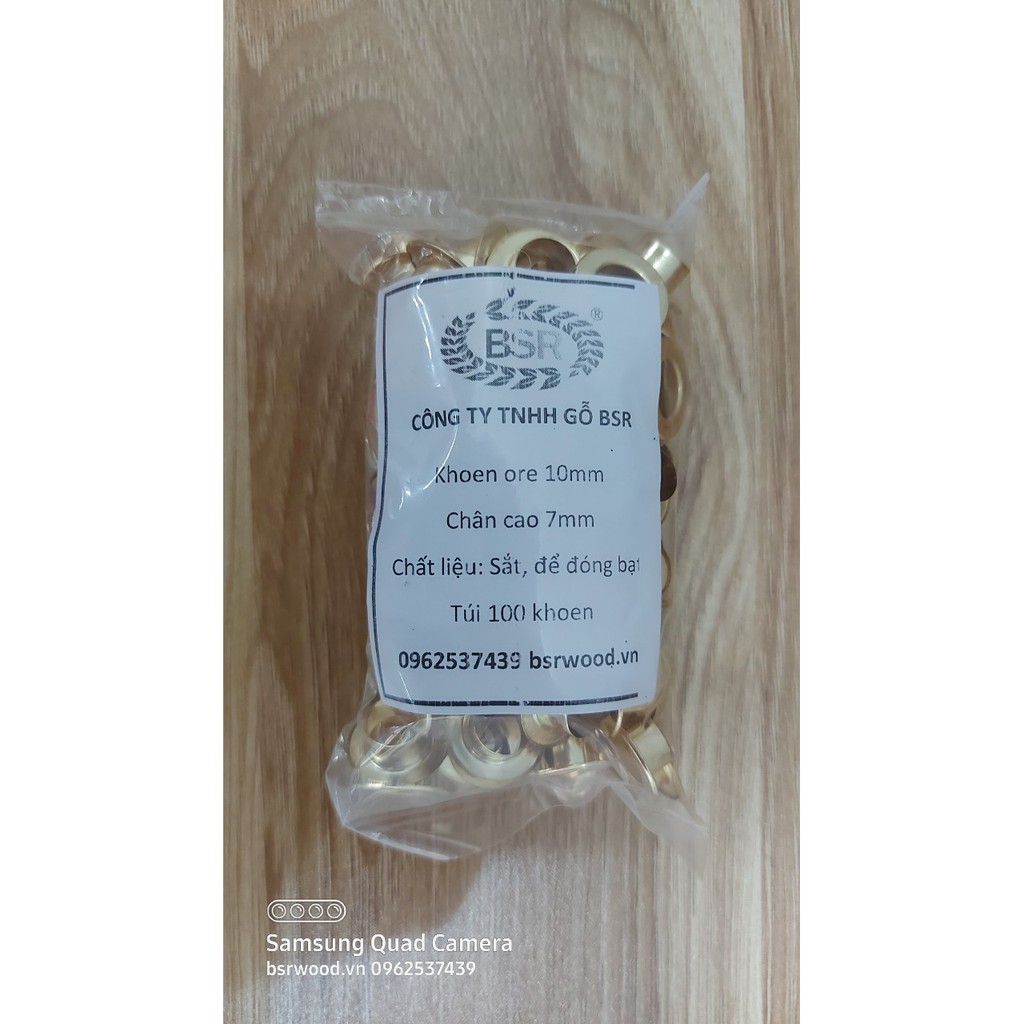 BSR
®
CÔNG TY TNHH GỖ BSR
Khoen ore 10mm
Chân cao 7mm
Chất liệu: Sắt, để đóng bạt
Túi 100 khoen
0962537439 bsrwood.vn
Samsung Quad Camera
bsrwood.vn 0962537439